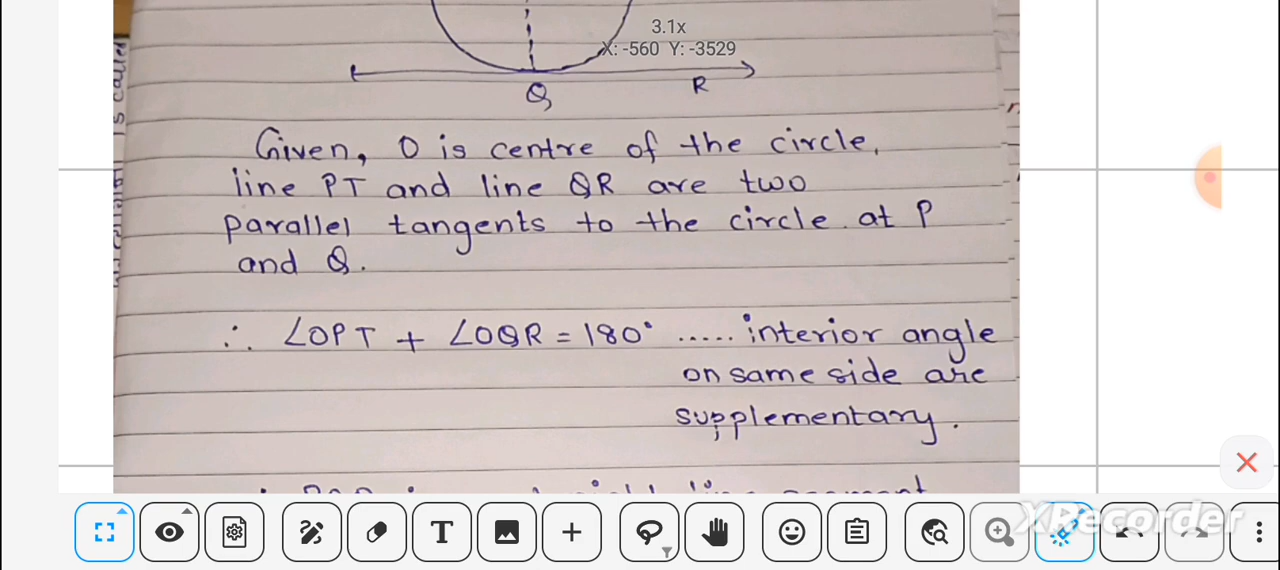 3.1x
X: -560 Y: -3529
Q
R
Given, O is centre of the circle.
line PT and line QR are two
parallel tangents to the circle at P
and Q.
∴ ∠OPT + ∠OQR = 180° ..... interior angle
on same side are
supplementary.
T
XRecorder